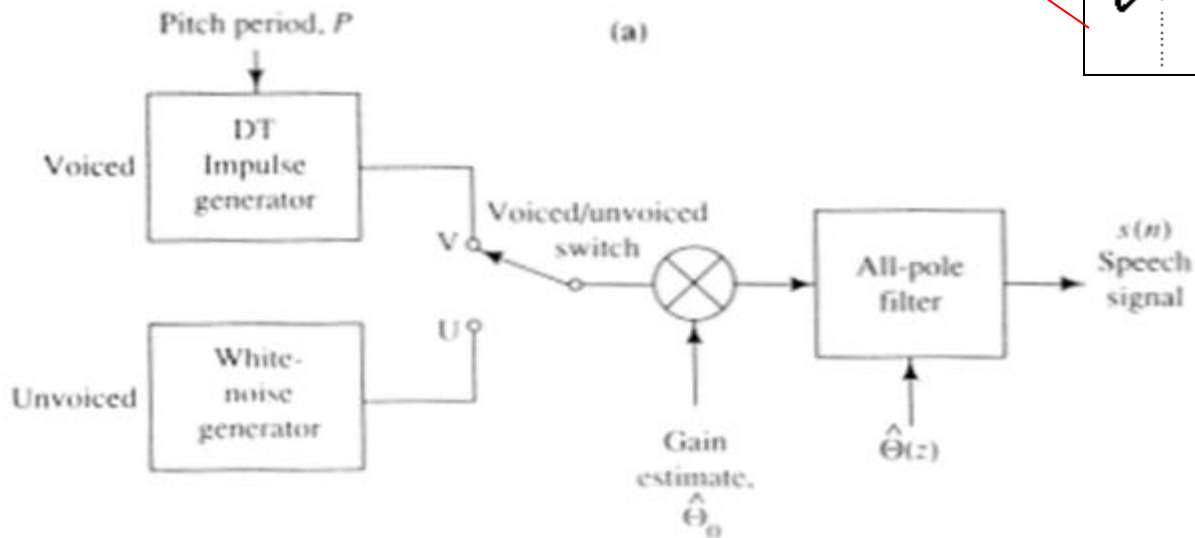 Pitch period, P
(a)
DT
Impulse
generator
Voiced
Voiced/unvoiced
switch
V
U
White-
noise
generator
Unvoiced
All-pole
filter
s(n)
Speech
signal
Gain
estimate,
Θ̂₀
Θ̂(z)